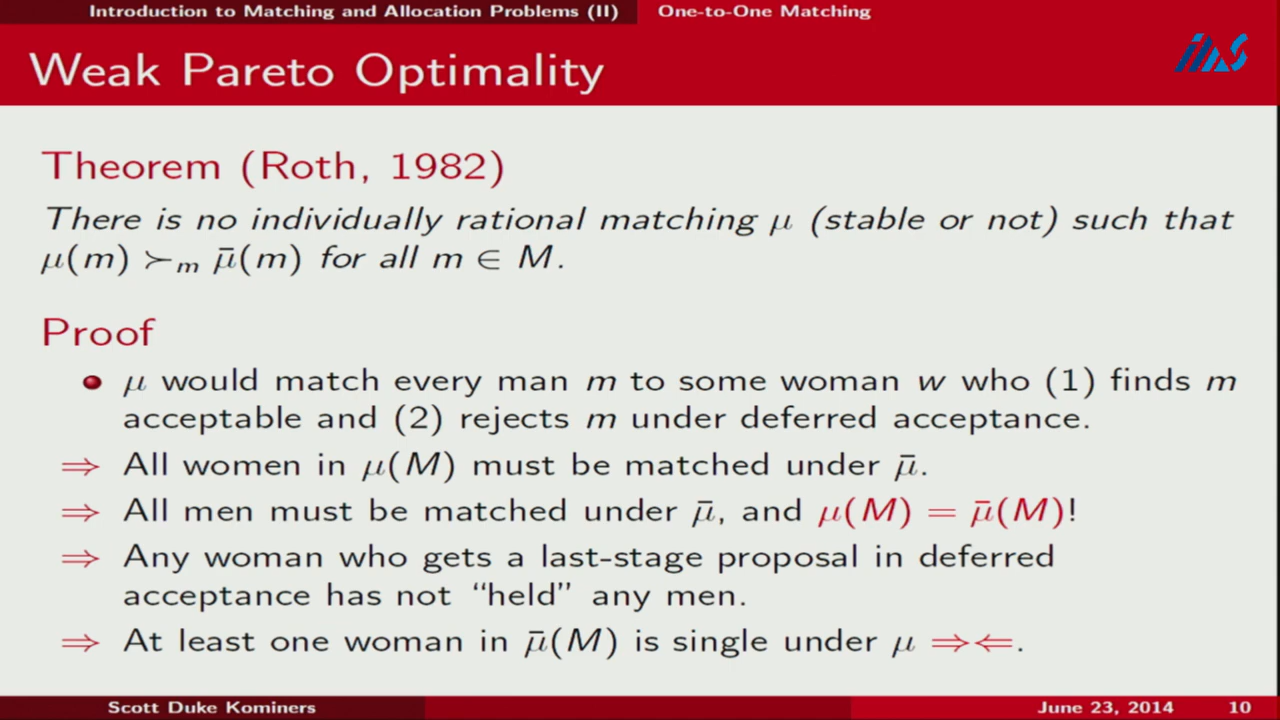 Introduction to Matching and Allocation Problems (II) One-to-One Matching
Weak Pareto Optimality
ias
Theorem (Roth, 1982)
There is no individually rational matching μ (stable or not) such that
μ(m) ≻ₘ μ̄(m) for all m ∈ M.
Proof
μ would match every man m to some woman w who (1) finds m
acceptable and (2) rejects m under deferred acceptance.
⇒ All women in μ(M) must be matched under μ̄.
⇒ All men must be matched under μ̄, and μ(M) = μ̄(M)!
⇒ Any woman who gets a last-stage proposal in deferred
acceptance has not “held” any men.
⇒ At least one woman in μ̄(M) is single under μ ⇒⇐.
Scott Duke Kominers June 23, 2014 10